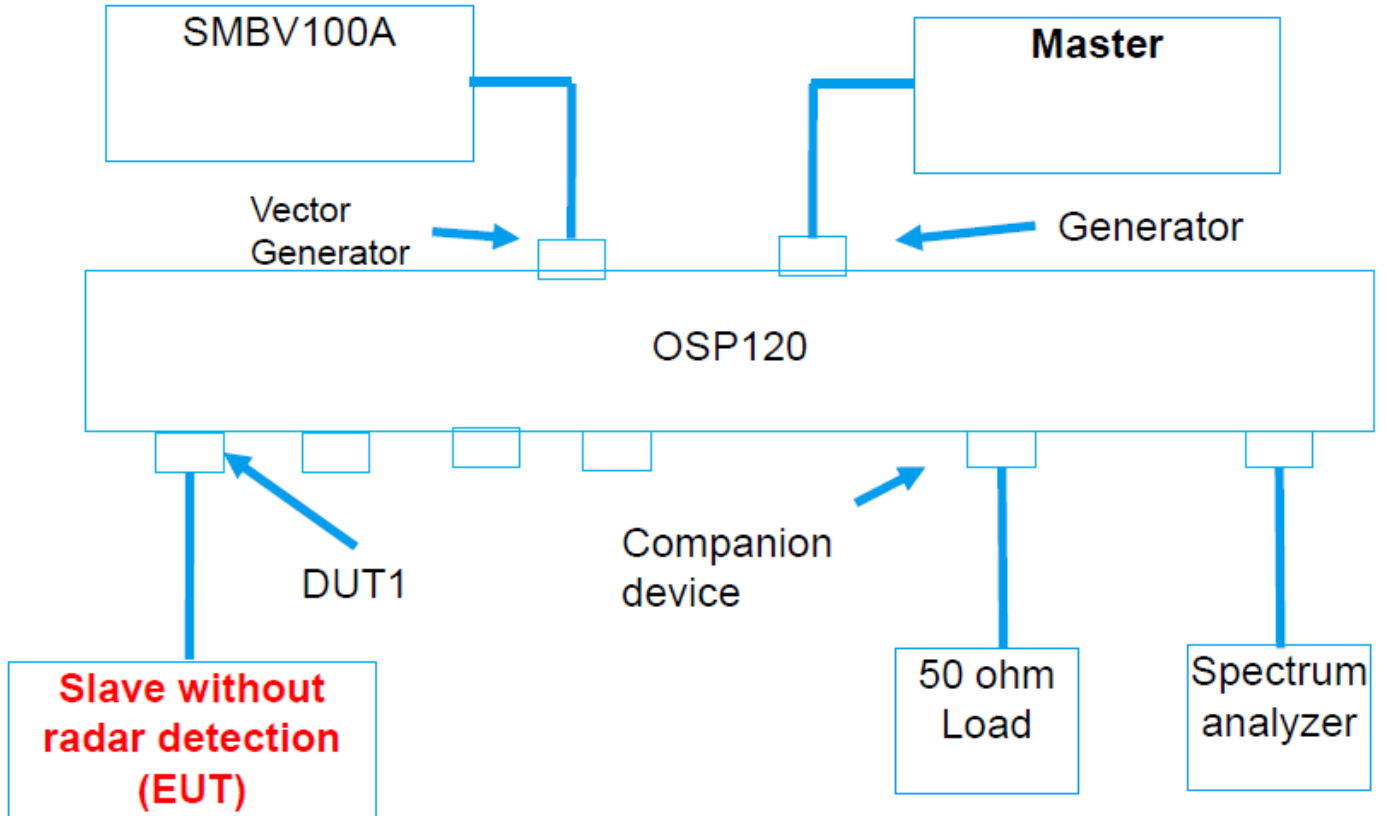 SMBV100A
Master
Vector
Generator
Generator
OSP120
DUT1
Companion
device
Slave without
radar detection
(EUT)
50 ohm
Load
Spectrum
analyzer